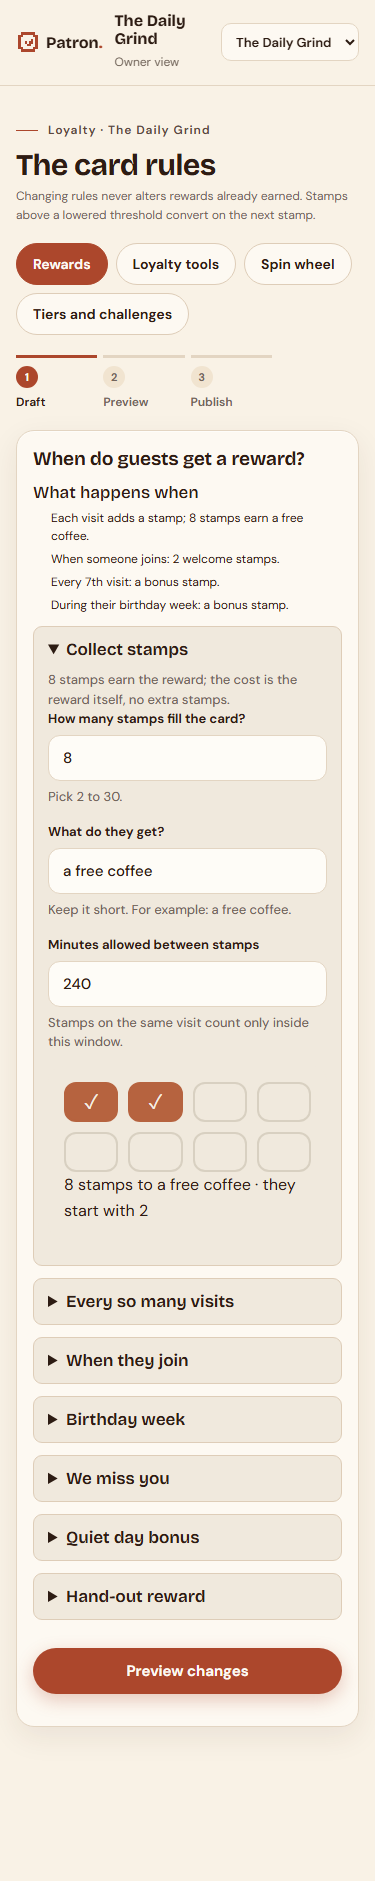 Patron.
The Daily
Grind
Owner view
The Daily Grind
Loyalty · The Daily Grind
The card rules
Changing rules never alters rewards already earned. Stamps
above a lowered threshold convert on the next stamp.
Rewards
Loyalty tools
Spin wheel
Tiers and challenges
1
2
3
Draft
Preview
Publish
When do guests get a reward?
What happens when
Each visit adds a stamp; 8 stamps earn a free
coffee.
When someone joins: 2 welcome stamps.
Every 7th visit: a bonus stamp.
During their birthday week: a bonus stamp.
Collect stamps
8 stamps earn the reward; the cost is the
reward itself, no extra stamps.
How many stamps fill the card?
8
Pick 2 to 30.
What do they get?
a free coffee
Keep it short. For example: a free coffee.
Minutes allowed between stamps
240
Stamps on the same visit count only inside
this window.
8 stamps to a free coffee · they
start with 2
Every so many visits
When they join
Birthday week
We miss you
Quiet day bonus
Hand-out reward
Preview changes